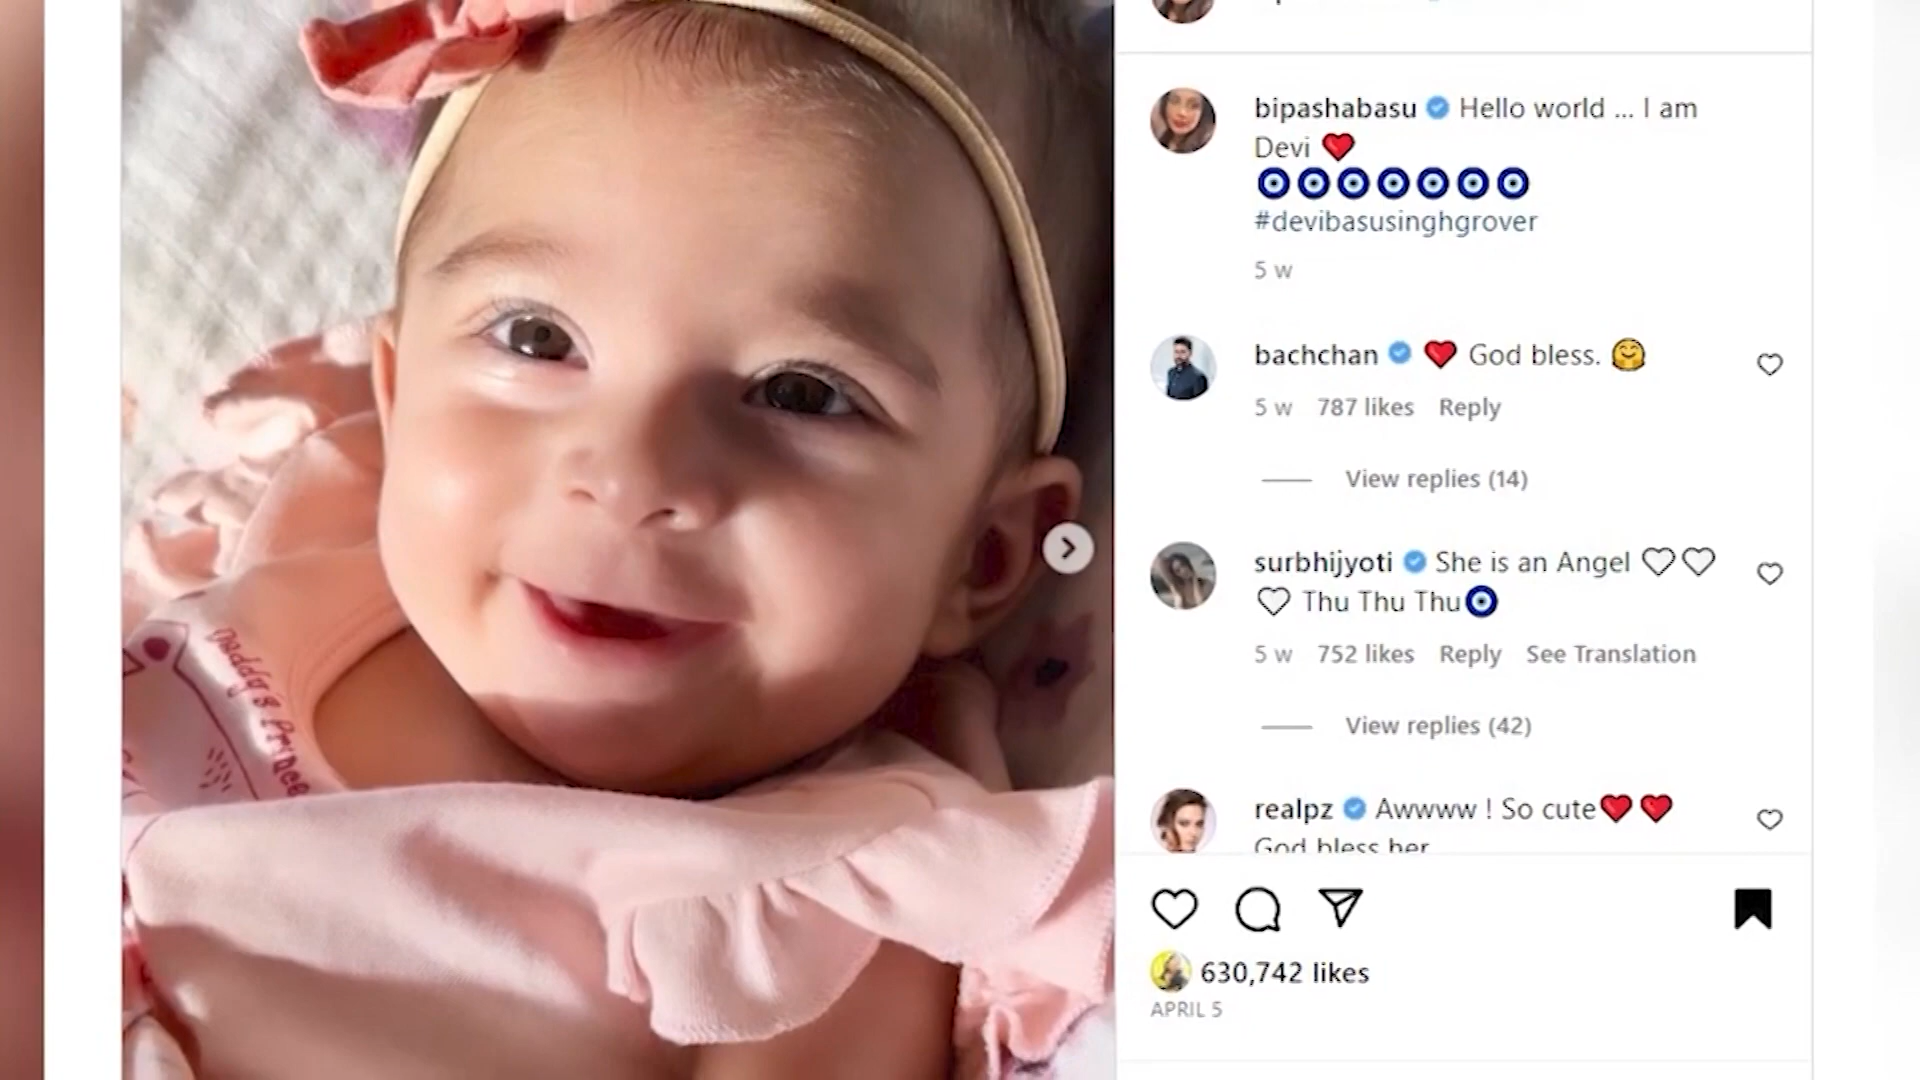 bipashabasu Hello world ... I am
Devi ❤️
🧿🧿🧿🧿🧿🧿🧿
#devibasusinghgrover
5 w
bachchan ❤️ God bless. 🤗
5 w 787 likes Reply
View replies (14)
surbhijyoti She is an Angel 🤍🤍
🤍 Thu Thu Thu🧿
5 w 752 likes Reply See Translation
View replies (42)
realpz Awwww ! So cute❤️❤️
God bless her
630,742 likes
APRIL 5
Daddy's Prince